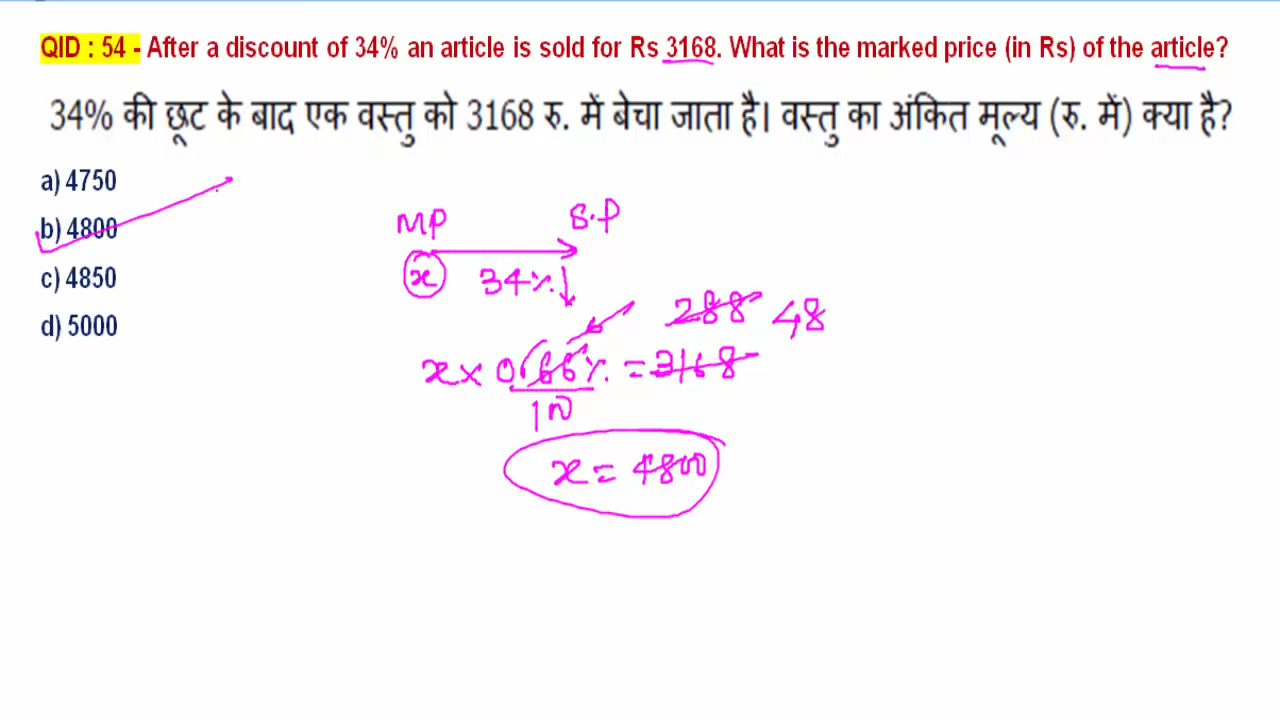 QID : 54 - After a discount of 34% an article is sold for Rs 3168. What is the marked price (in Rs) of the article?
34% की छूट के बाद एक वस्तु को 3168 रु. में बेचा जाता है। वस्तु का अंकित मूल्य (रु. में) क्या है?
a) 4750
b) 4800
c) 4850
d) 5000
MP S.P
x 34%↓
288 48
x × 0.66% = 3168
100
x = 4800